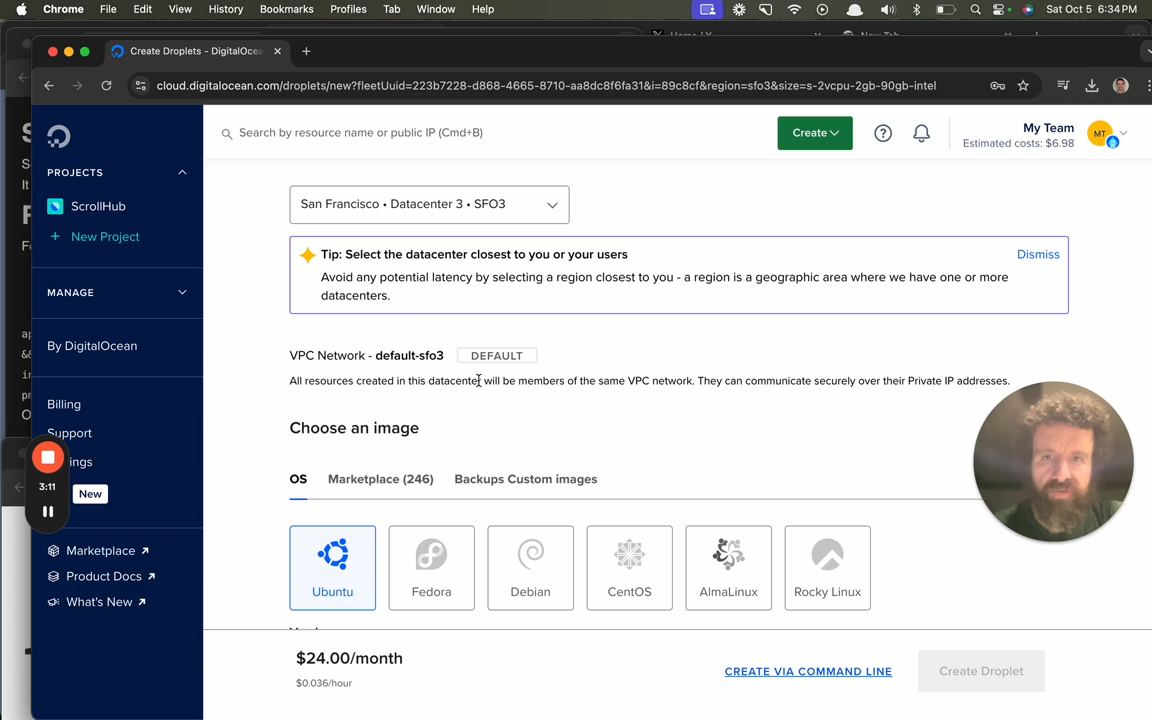 Chrome File Edit View History Bookmarks Profiles Tab Window Help Sat Oct 5 6:34 PM
Create Droplets - DigitalOcea
cloud.digitalocean.com/droplets/new?fleetUuid=223b7228-d868-4665-8710-aa8dc8f6fa31&i=89c8cf&region=sfo3&size=s-2vcpu-2gb-90gb-intel
PROJECTS
ScrollHub
+ New Project
MANAGE
By DigitalOcean
Billing
Support
ings
New
3:11
Marketplace
Product Docs
What's New
Search by resource name or public IP (Cmd+B)
Create
My Team
Estimated costs: $6.98
MT
San Francisco • Datacenter 3 • SFO3
Tip: Select the datacenter closest to you or your users
Dismiss
Avoid any potential latency by selecting a region closest to you - a region is a geographic area where we have one or more
datacenters.
VPC Network - default-sfo3 DEFAULT
All resources created in this datacenter will be members of the same VPC network. They can communicate securely over their Private IP addresses.
Choose an image
OS Marketplace (246) Backups Custom images
Ubuntu Fedora Debian CentOS AlmaLinux Rocky Linux
$24.00/month
$0.036/hour
CREATE VIA COMMAND LINE
Create Droplet